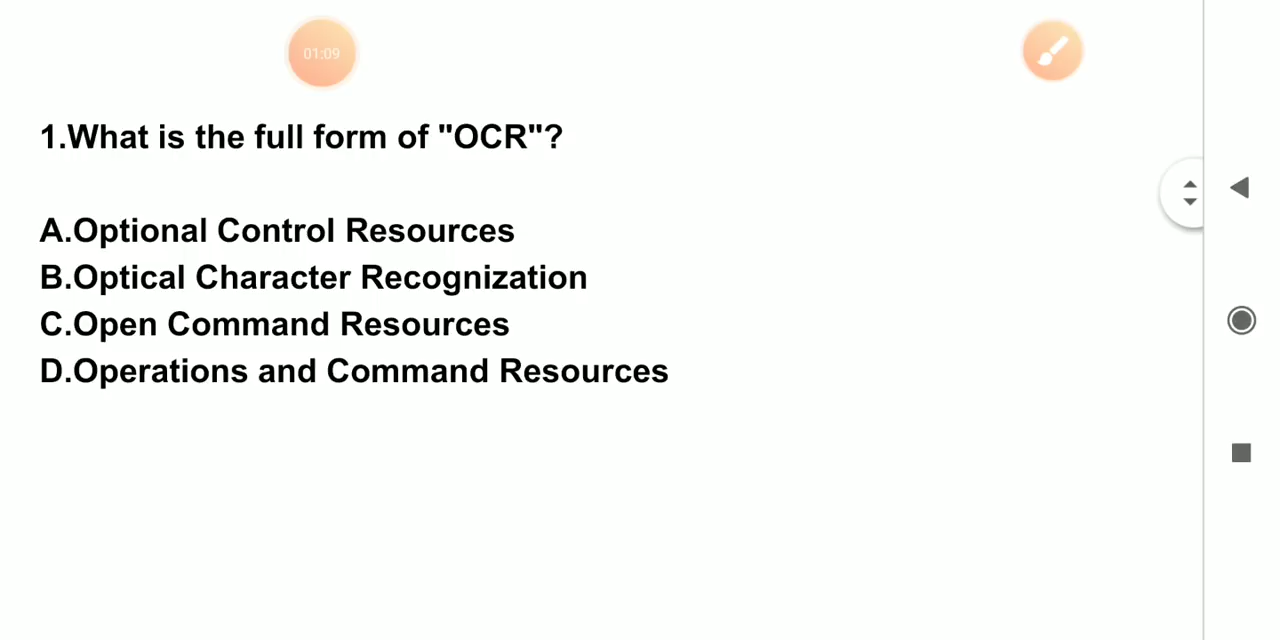 01:09
1.What is the full form of "OCR"?
A.Optional Control Resources
B.Optical Character Recognization
C.Open Command Resources
D.Operations and Command Resources